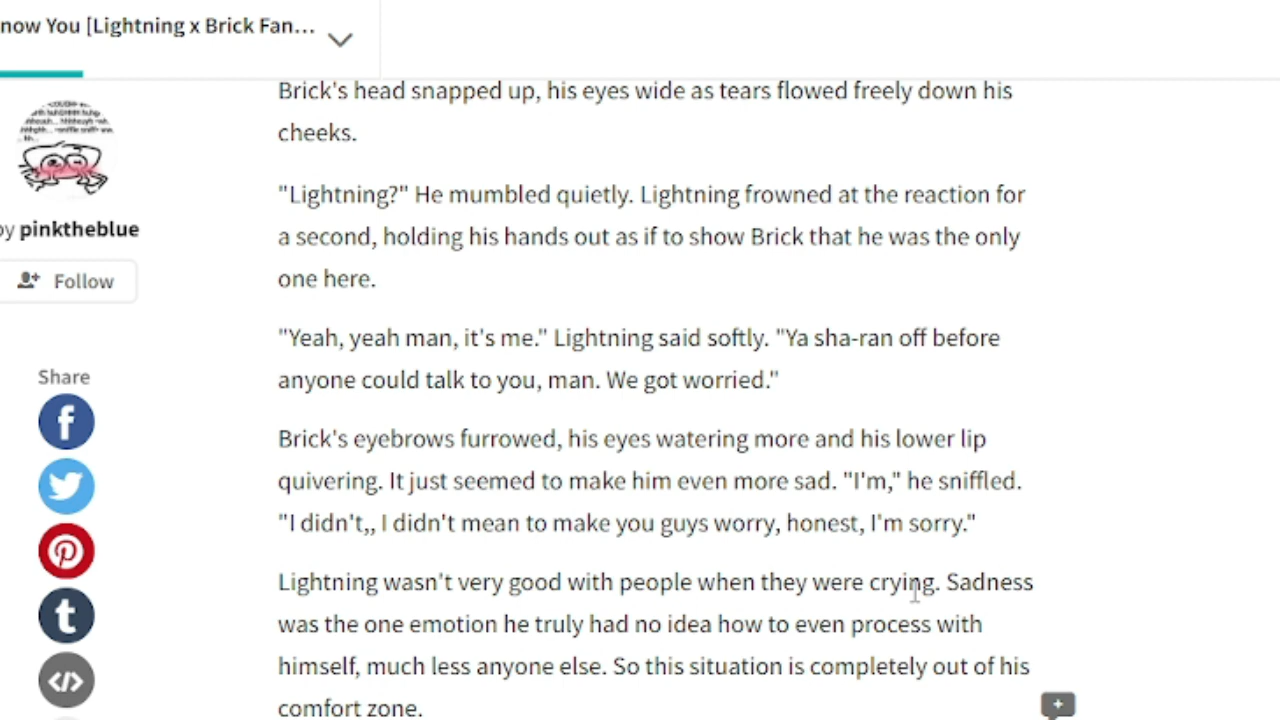 now You [Lightning x Brick Fan...
Brick's head snapped up, his eyes wide as tears flowed freely down his
cheeks.
"Lightning?" He mumbled quietly. Lightning frowned at the reaction for
a second, holding his hands out as if to show Brick that he was the only
one here.
"Yeah, yeah man, it's me." Lightning said softly. "Ya sha-ran off before
anyone could talk to you, man. We got worried."
Brick's eyebrows furrowed, his eyes watering more and his lower lip
quivering. It just seemed to make him even more sad. "I'm," he sniffled.
"I didn't,, I didn't mean to make you guys worry, honest, I'm sorry."
Lightning wasn't very good with people when they were crying. Sadness
was the one emotion he truly had no idea how to even process with
himself, much less anyone else. So this situation is completely out of his
comfort zone.
by pinktheblue
Follow
Share